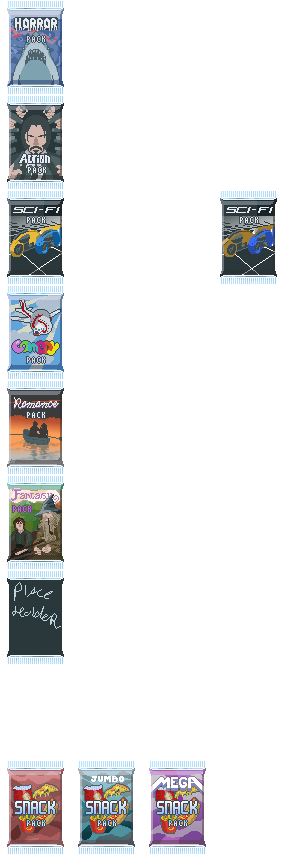 HORROR
PACK
Action
PACK
SCI-FI
PACK
SCI-FI
PACK
Comedy
PACK
Romance
PACK
Fantasy
PACK
PLACE
HoldeR
SNACK
PACK
JUMBO
SNACK
PACK
MEGA
SNACK
PACK